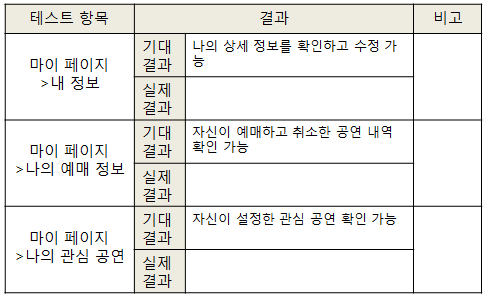 테스트 항목 결과 비고
마이 페이지
>내 정보
기대
결과
나의 상세 정보를 확인하고 수정 가
능
실제
결과
마이 페이지
>나의 예매 정보
기대
결과
자신이 예매하고 취소한 공연 내역
확인 가능
실제
결과
마이 페이지
>나의 관심 공연
기대
결과
자신이 설정한 관심 공연 확인 가능
실제
결과